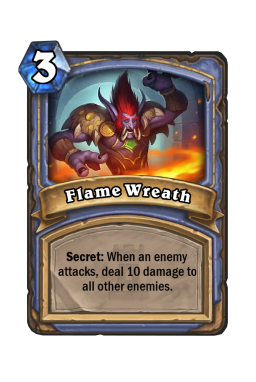 3
Flame Wreath
Secret: When an enemy
attacks, deal 10 damage to
all other enemies.